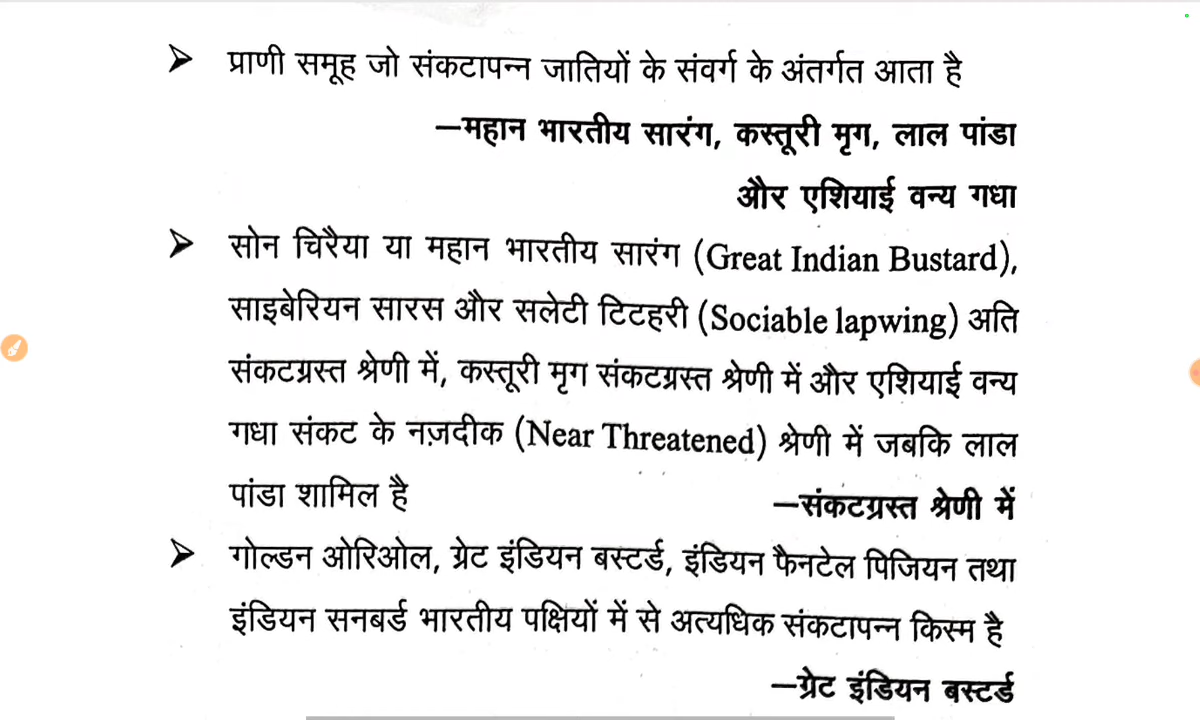 ➤ प्राणी समूह जो संकटापन्न जातियों के संवर्ग के अंतर्गत आता है
—महान भारतीय सारंग, कस्तूरी मृग, लाल पांडा
और एशियाई वन्य गधा
➤ सोन चिरैया या महान भारतीय सारंग (Great Indian Bustard),
साइबेरियन सारस और सलेटी टिटहरी (Sociable lapwing) अति
संकटग्रस्त श्रेणी में, कस्तूरी मृग संकटग्रस्त श्रेणी में और एशियाई वन्य
गधा संकट के नज़दीक (Near Threatened) श्रेणी में जबकि लाल
पांडा शामिल है —संकटग्रस्त श्रेणी में
➤ गोल्डन ओरिओल, ग्रेट इंडियन बस्टर्ड, इंडियन फैनटेल पिजियन तथा
इंडियन सनबर्ड भारतीय पक्षियों में से अत्यधिक संकटापन्न किस्म है
—ग्रेट इंडियन बस्टर्ड